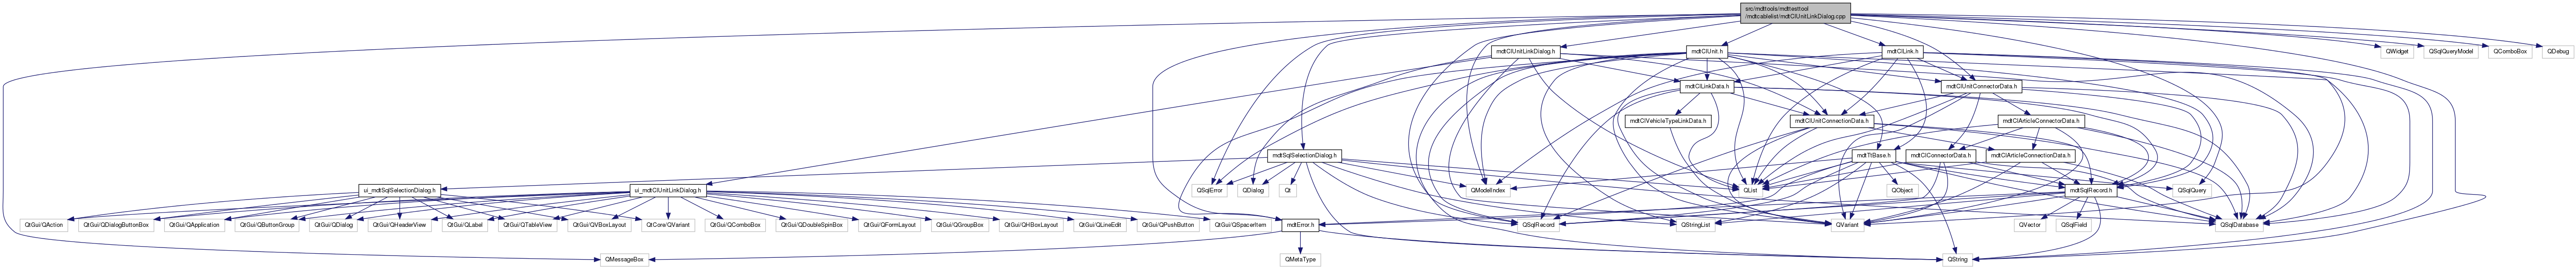 src/mdttools/mdttesttool
/mdtcablelist/mdtClUnitLinkDialog.cpp
mdtClUnitLinkDialog.h
mdtClUnit.h
mdtClLink.h
QWidget
QSqlQueryModel
QComboBox
QDebug
mdtClLinkData.h
mdtClUnitConnectorData.h
mdtClVehicleTypeLinkData.h
mdtClUnitConnectionData.h
mdtClArticleConnectorData.h
mdtSqlSelectionDialog.h
mdtTtBase.h
mdtClConnectorData.h
mdtClArticleConnectionData.h
ui_mdtSqlSelectionDialog.h
ui_mdtClUnitLinkDialog.h
QSqlError
QDialog
Qt
QModelIndex
QList
QObject
mdtSqlRecord.h
QSqlQuery
QtGui/QAction
QtGui/QDialogButtonBox
QtGui/QApplication
QtGui/QButtonGroup
QtGui/QDialog
QtGui/QHeaderView
QtGui/QLabel
QtGui/QTableView
QtGui/QVBoxLayout
QtCore/QVariant
QtGui/QComboBox
QtGui/QDoubleSpinBox
QtGui/QFormLayout
QtGui/QGroupBox
QtGui/QHBoxLayout
QtGui/QLineEdit
QtGui/QPushButton
QtGui/QSpacerItem
mdtError.h
QSqlRecord
QStringList
QVariant
QVector
QSqlField
QSqlDatabase
QMessageBox
QMetaType
QString